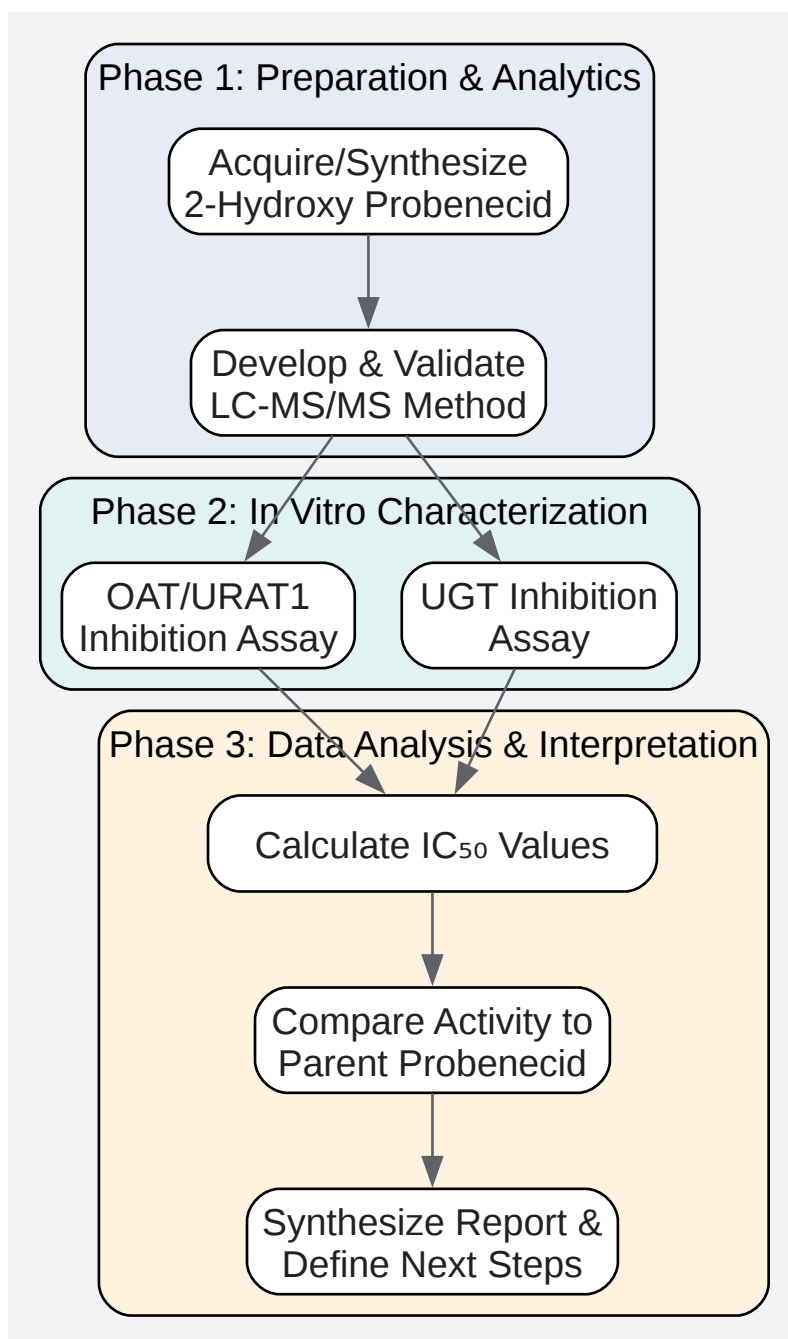 Phase 1: Preparation & Analytics
Acquire/Synthesize
2-Hydroxy Probenecid
Develop & Validate
LC-MS/MS Method
Phase 2: In Vitro Characterization
OAT/URAT1
Inhibition Assay
UGT Inhibition
Assay
Phase 3: Data Analysis & Interpretation
Calculate IC₅₀ Values
Compare Activity to
Parent Probenecid
Synthesize Report &
Define Next Steps